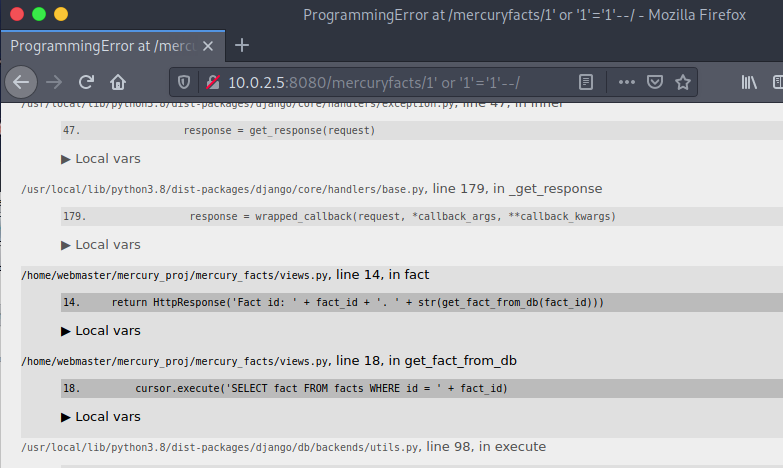 ProgrammingError at /mercuryfacts/1' or '1'='1'--/ - Mozilla Firefox
ProgrammingError at /mercu
10.0.2.5:8080/mercuryfacts/1' or '1'='1'--/
/usr/local/lib/python3.8/dist-packages/django/core/handlers/exception.py, line 47, in inner
47. response = get_response(request)
▶ Local vars
/usr/local/lib/python3.8/dist-packages/django/core/handlers/base.py, line 179, in _get_response
179. response = wrapped_callback(request, *callback_args, **callback_kwargs)
▶ Local vars
/home/webmaster/mercury_proj/mercury_facts/views.py, line 14, in fact
14. return HttpResponse('Fact id: ' + fact_id + '. ' + str(get_fact_from_db(fact_id)))
▶ Local vars
/home/webmaster/mercury_proj/mercury_facts/views.py, line 18, in get_fact_from_db
18. cursor.execute('SELECT fact FROM facts WHERE id = ' + fact_id)
▶ Local vars
/usr/local/lib/python3.8/dist-packages/django/db/backends/utils.py, line 98, in execute